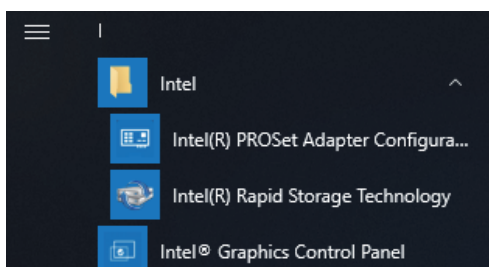 I
Intel
Intel(R) PROSet Adapter Configura...
Intel(R) Rapid Storage Technology
Intel® Graphics Control Panel